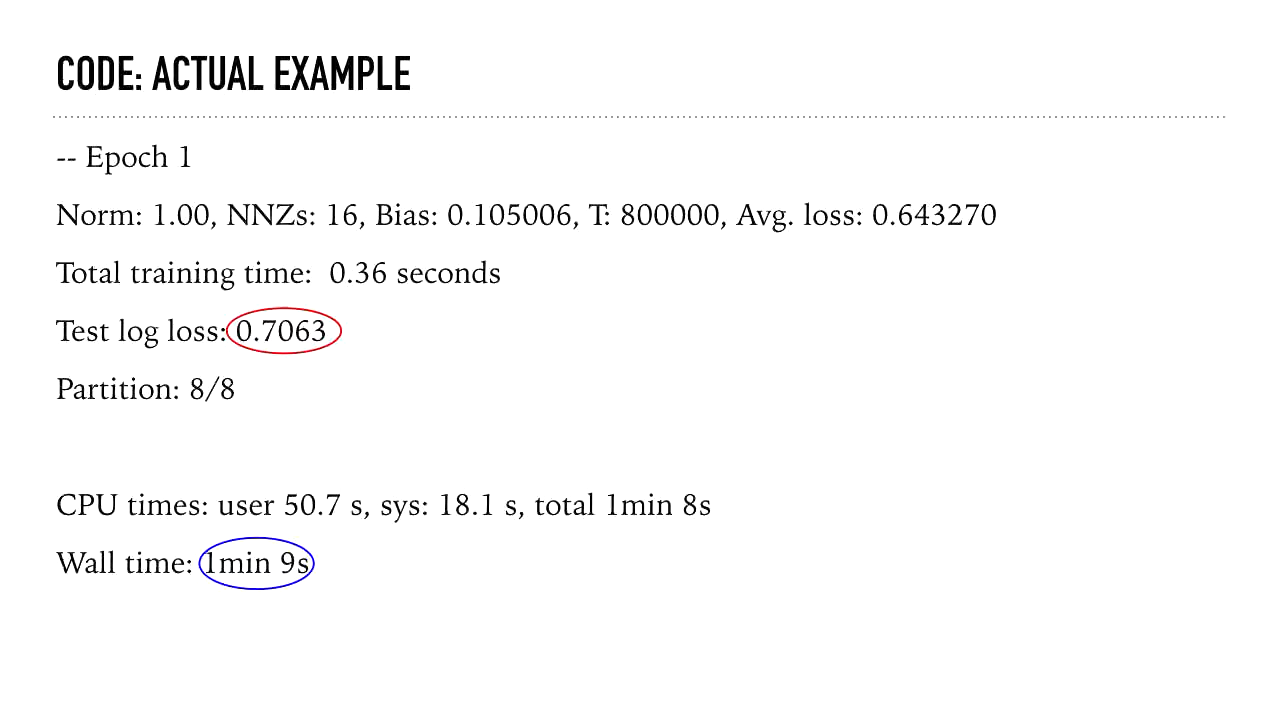 CODE: ACTUAL EXAMPLE
-- Epoch 1
Norm: 1.00, NNZs: 16, Bias: 0.105006, T: 800000, Avg. loss: 0.643270
Total training time: 0.36 seconds
Test log loss: 0.7063
Partition: 8/8
CPU times: user 50.7 s, sys: 18.1 s, total 1min 8s
Wall time: 1min 9s